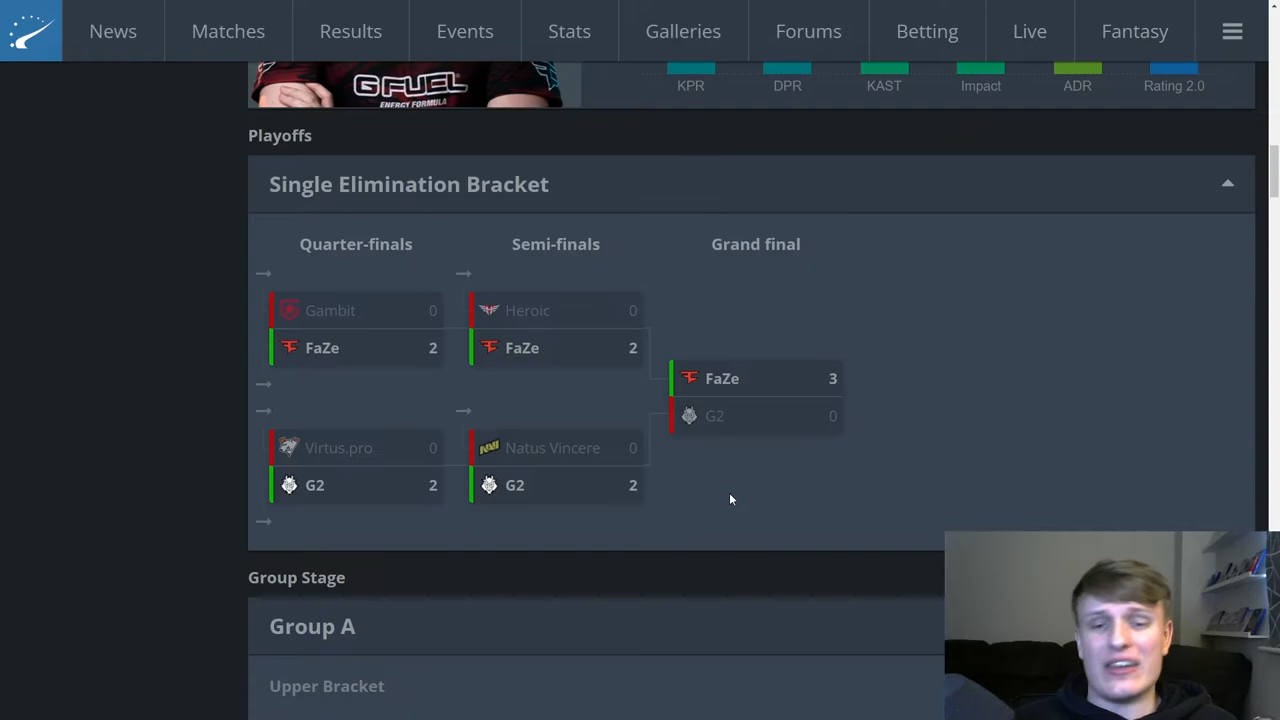 News Matches Results Events Stats Galleries Forums Betting Live Fantasy
G FUEL
ENERGY FORMULA
KPR DPR KAST Impact ADR Rating 2.0
Playoffs
Single Elimination Bracket
Quarter-finals Semi-finals Grand final
Gambit 0 Heroic 0
FaZe 2 FaZe 2
FaZe 3
G2 0
Virtus.pro 0 Natus Vincere 0
G2 2 G2 2
Group Stage
Group A
Upper Bracket